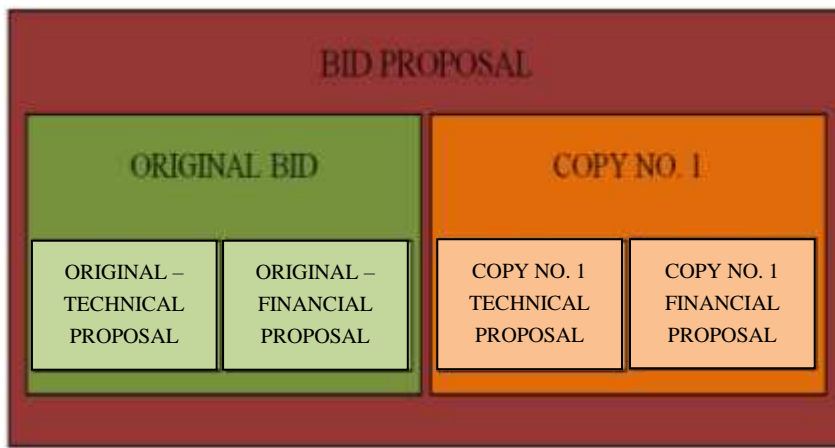 BID PROPOSAL
ORIGINAL BID
COPY NO. 1
ORIGINAL –
TECHNICAL
PROPOSAL
ORIGINAL –
FINANCIAL
PROPOSAL
COPY NO. 1
TECHNICAL
PROPOSAL
COPY NO. 1
FINANCIAL
PROPOSAL